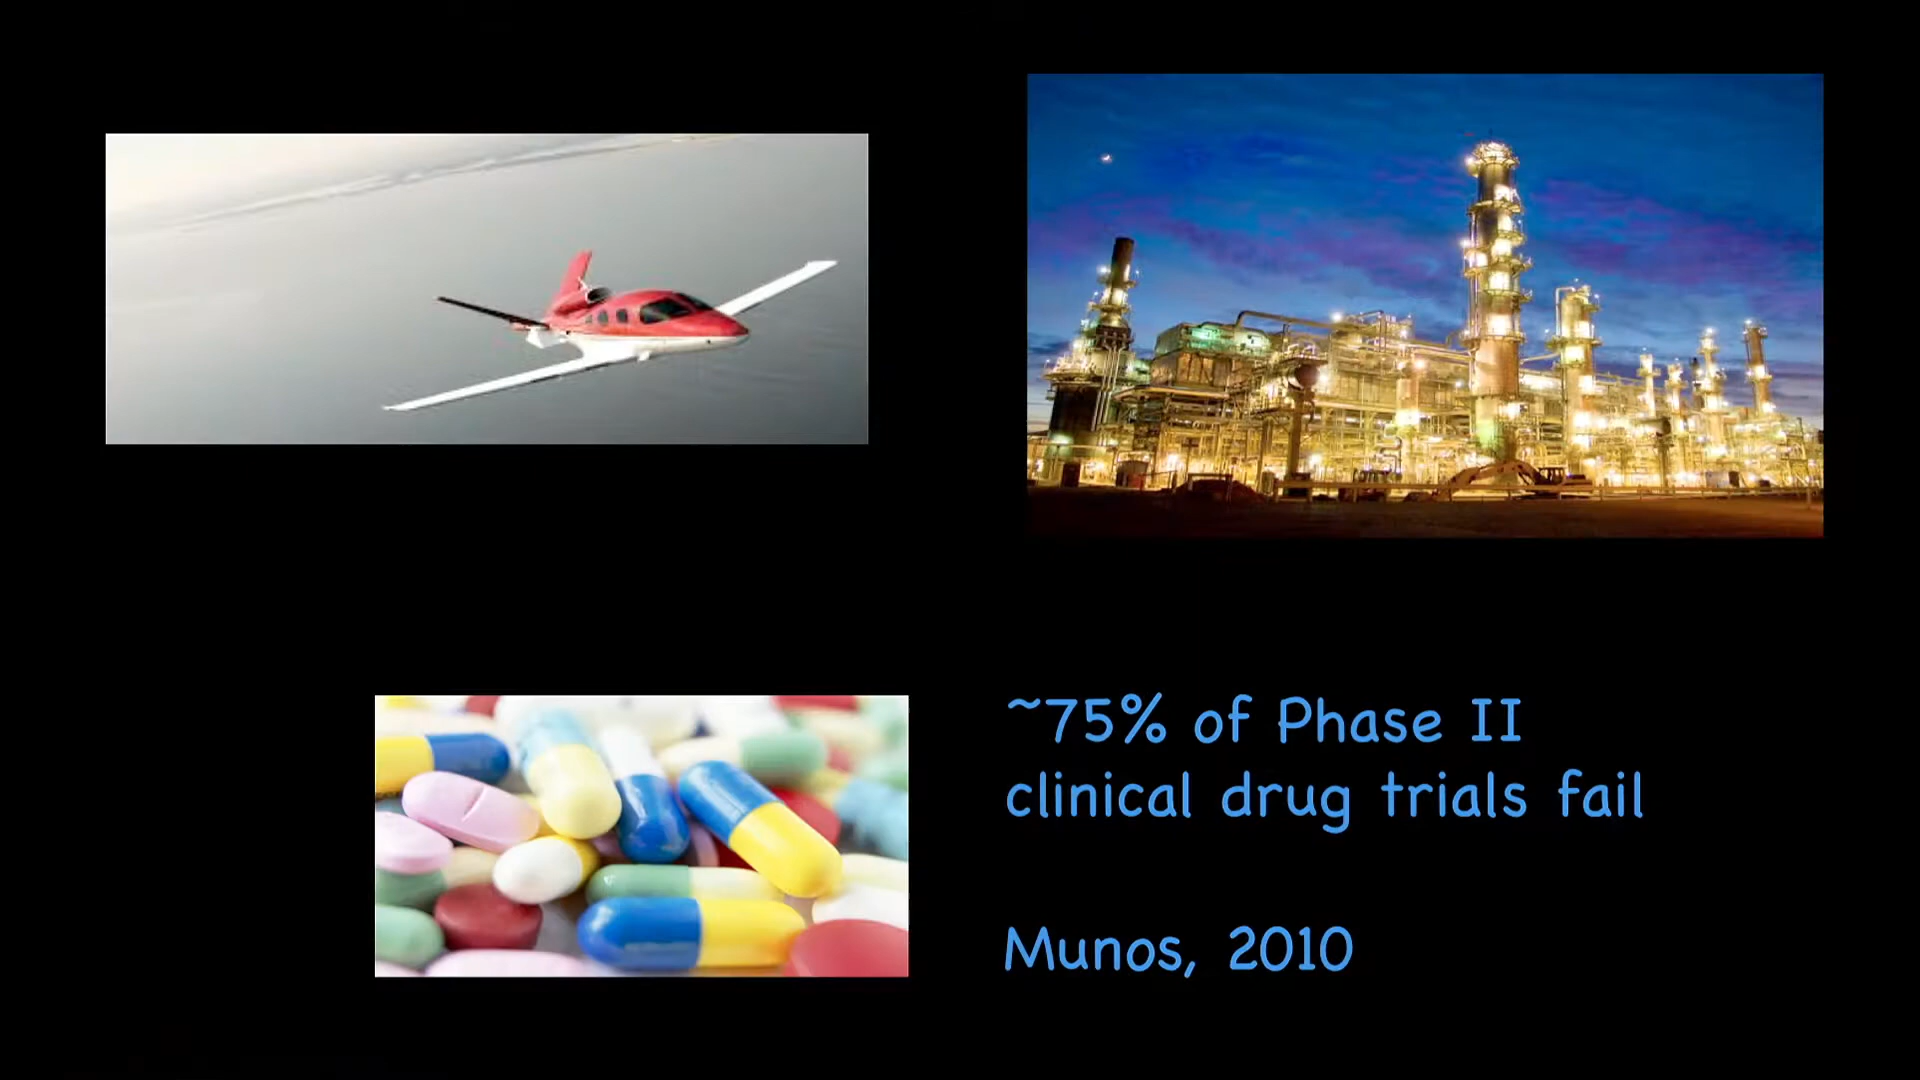 ~75% of Phase II
clinical drug trials fail
Munos, 2010